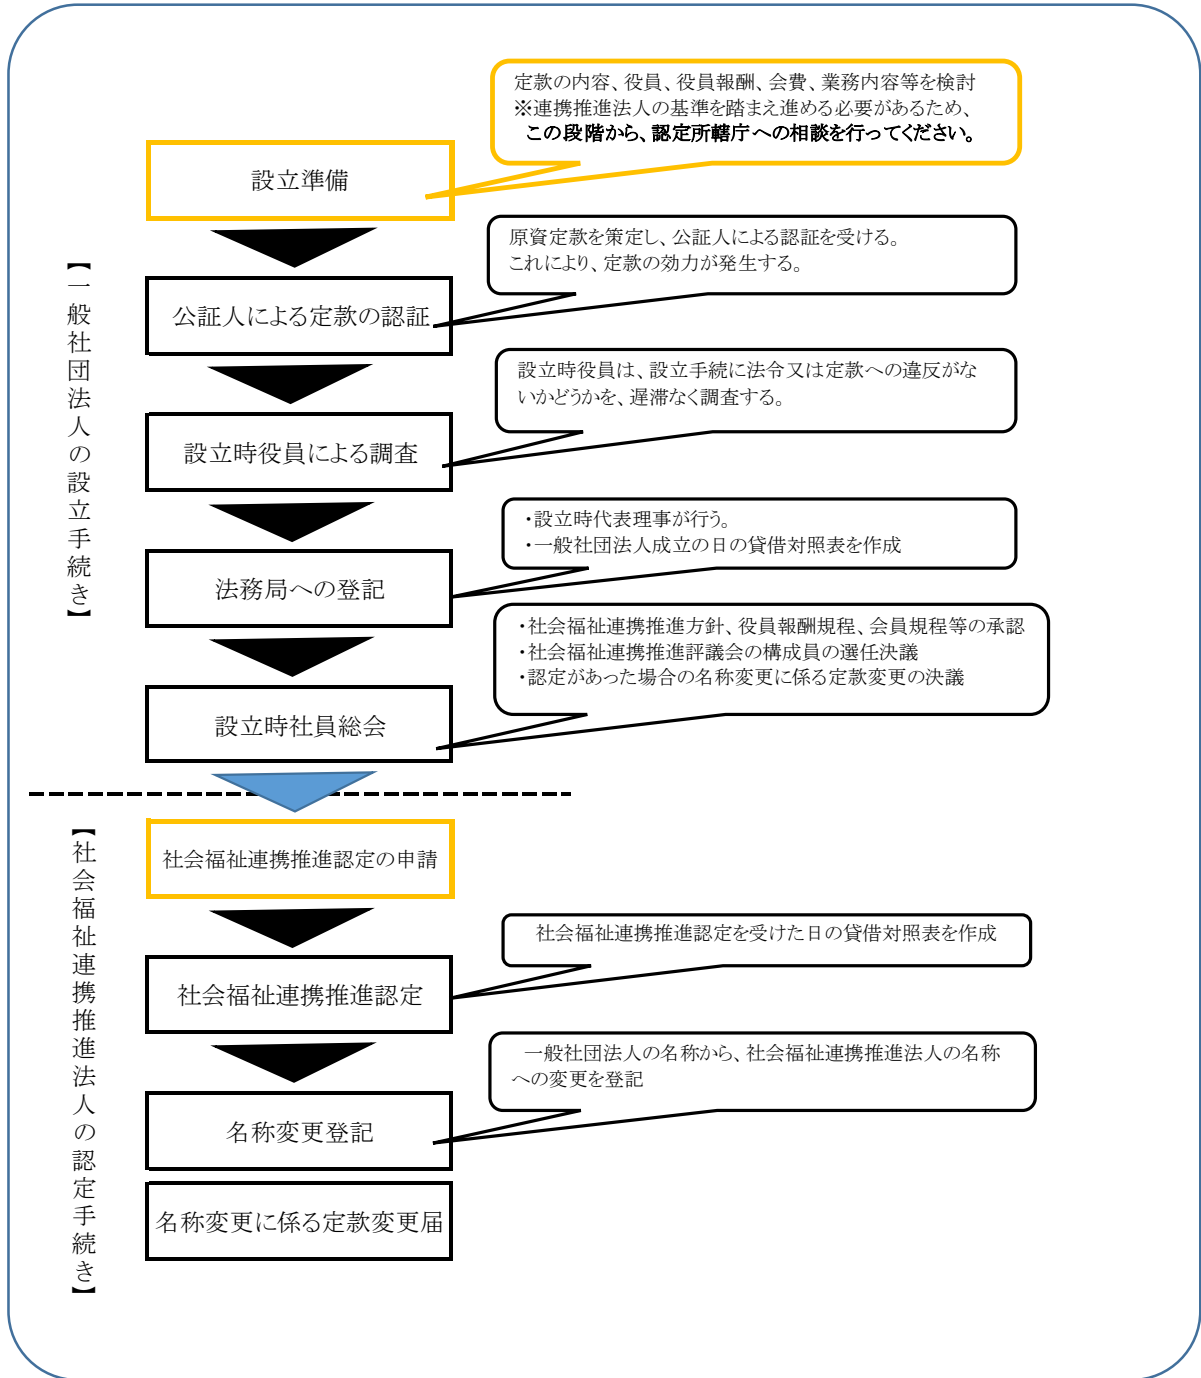 定款の内容、役員、役員報酬、会費、業務内容等を検討
※連携推進法人の基準を踏まえ進める必要があるため、
この段階から、認定所轄庁への相談を行ってください。
設立準備
原資定款を策定し、公証人による認証を受ける。
これにより、定款の効力が発生する。
【一般社団法人の設立手続き】
公証人による定款の認証
設立時役員は、設立手続に法令又は定款への違反がな
いかどうかを、遅滞なく調査する。
設立時役員による調査
・設立時代表理事が行う。
・一般社団法人成立の日の貸借対照表を作成
法務局への登記
・社会福祉連携推進方針、役員報酬規程、会員規程等の承認
・社会福祉連携推進評議会の構成員の選任決議
・認定があった場合の名称変更に係る定款変更の決議
設立時社員総会
【社会福祉連携推進法人の認定手続き】
社会福祉連携推進認定の申請
社会福祉連携推進認定を受けた日の貸借対照表を作成
社会福祉連携推進認定
一般社団法人の名称から、社会福祉連携推進法人の名称
への変更を登記
名称変更登記
名称変更に係る定款変更届